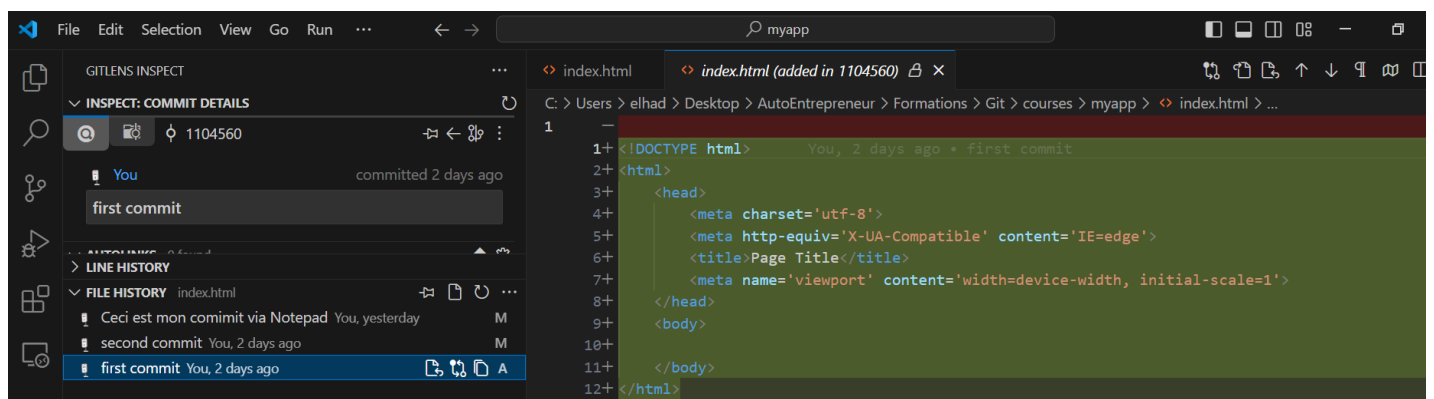 File Edit Selection View Go Run ··· myapp
GITLENS INSPECT
INSPECT: COMMIT DETAILS
1104560
You committed 2 days ago
first commit
LINE HISTORY
FILE HISTORY index.html
Ceci est mon comimit via Notepad You, yesterday M
second commit You, 2 days ago M
first commit You, 2 days ago A
index.html index.html (added in 1104560)
C: > Users > elhad > Desktop > AutoEntrepreneur > Formations > Git > courses > myapp > index.html > ...
1 —
1+ <!DOCTYPE html> You, 2 days ago • first commit
2+ <html>
3+ <head>
4+ <meta charset='utf-8'>
5+ <meta http-equiv='X-UA-Compatible' content='IE=edge'>
6+ <title>Page Title</title>
7+ <meta name='viewport' content='width=device-width, initial-scale=1'>
8+ </head>
9+ <body>
10+
11+ </body>
12+ </html>